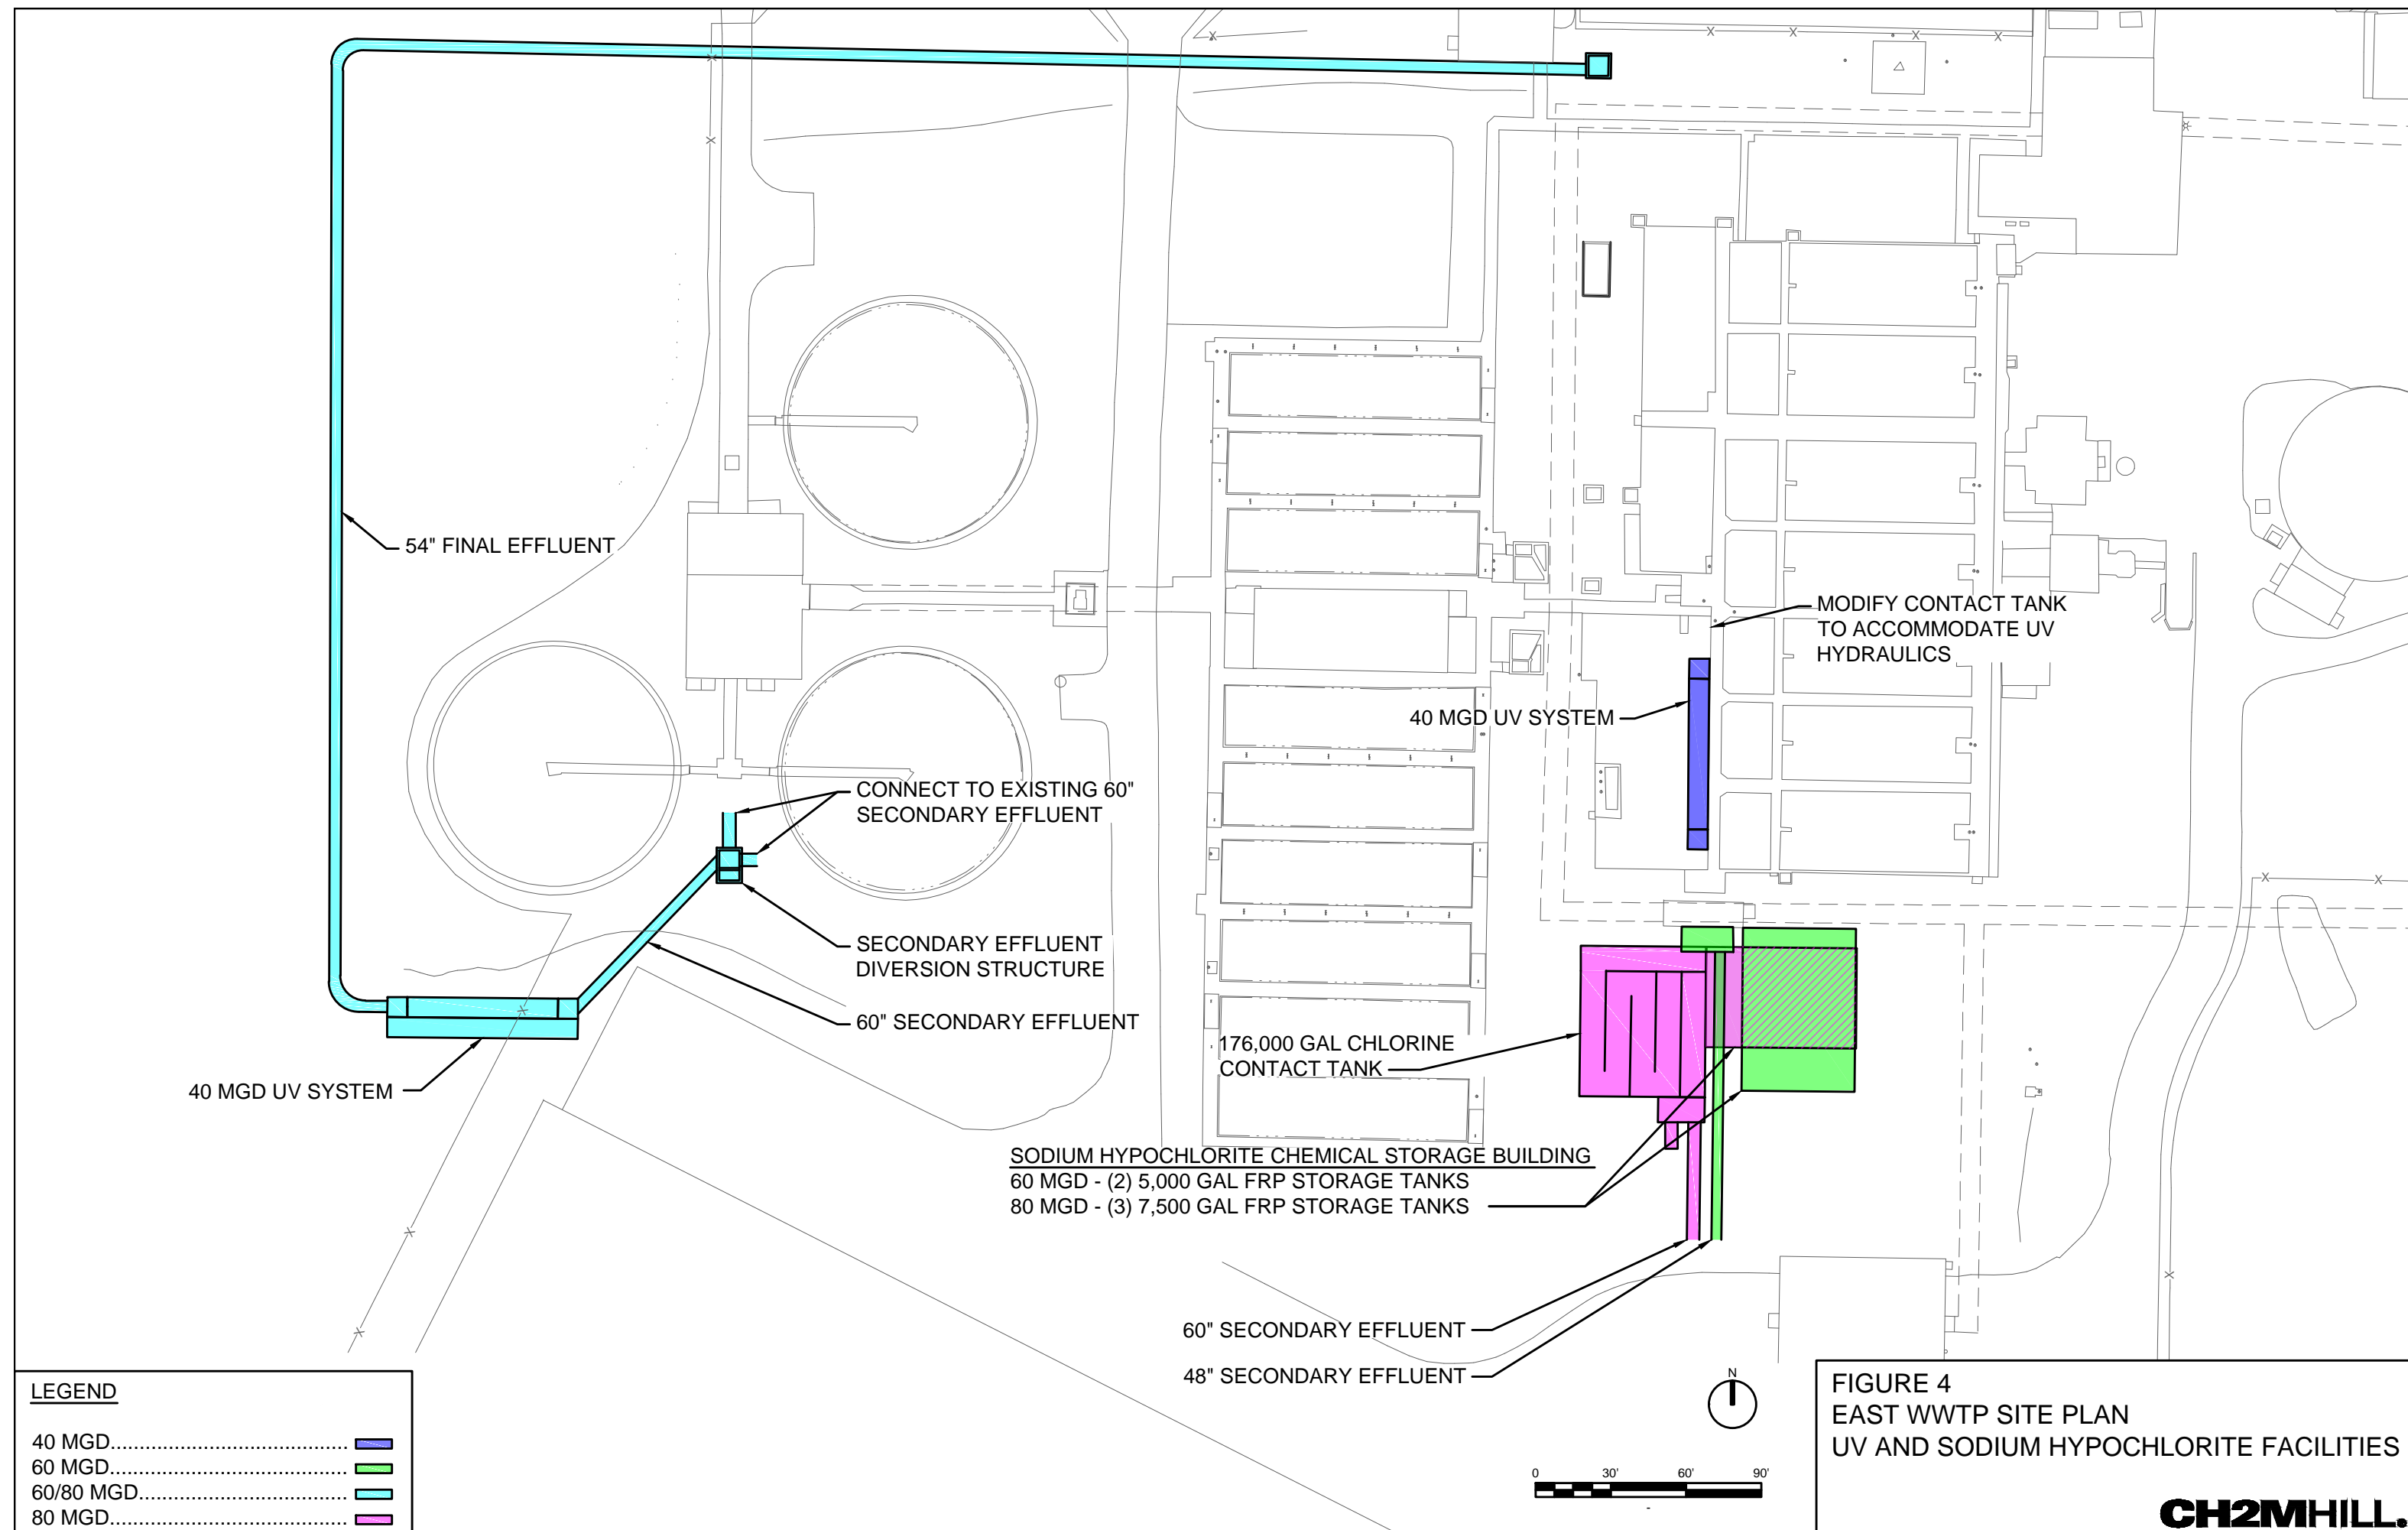 54" FINAL EFFLUENT
MODIFY CONTACT TANK
TO ACCOMMODATE UV
HYDRAULICS
40 MGD UV SYSTEM
CONNECT TO EXISTING 60"
SECONDARY EFFLUENT
SECONDARY EFFLUENT
DIVERSION STRUCTURE
60" SECONDARY EFFLUENT
40 MGD UV SYSTEM
176,000 GAL CHLORINE
CONTACT TANK
SODIUM HYPOCHLORITE CHEMICAL STORAGE BUILDING
60 MGD - (2) 5,000 GAL FRP STORAGE TANKS
80 MGD - (3) 7,500 GAL FRP STORAGE TANKS
60" SECONDARY EFFLUENT
48" SECONDARY EFFLUENT
LEGEND
40 MGD........................................
60 MGD........................................
60/80 MGD...................................
80 MGD........................................
N
0 30' 60' 90'
-
FIGURE 4
EAST WWTP SITE PLAN
UV AND SODIUM HYPOCHLORITE FACILITIES
CH2MHILL.